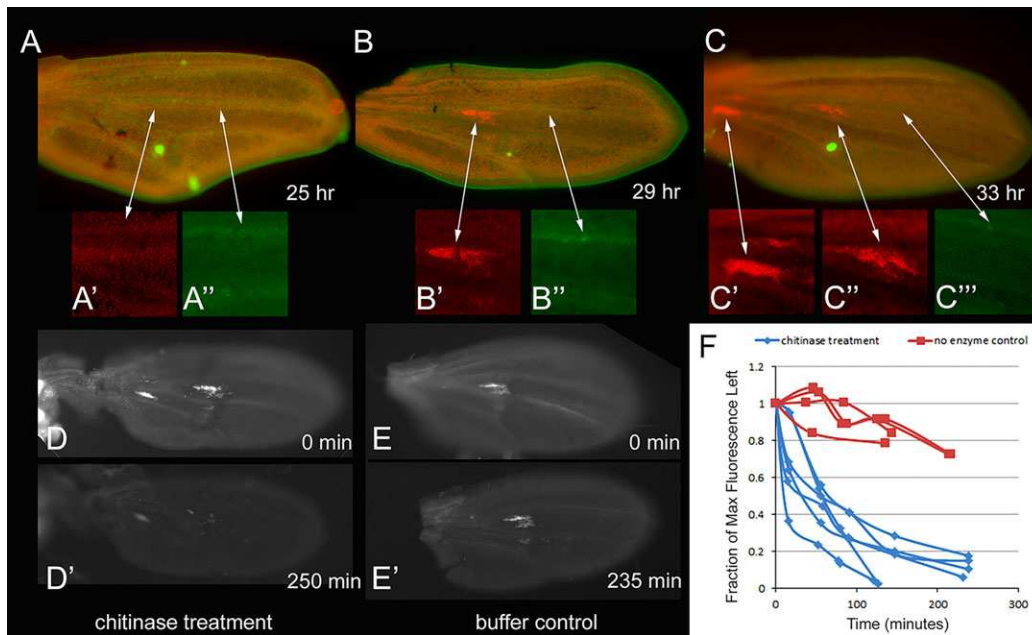 A
B
C
25 hr
29 hr
33 hr
A'
A''
B'
B''
C'
C''
C'''
D
0 min
E
0 min
D'
250 min
E'
235 min
chitinase treatment
buffer control
F
chitinase treatment
no enzyme control
Fraction of Max Fluorescence Left
1.2
1
0.8
0.6
0.4
0.2
0
0
100
200
300
Time (minutes)